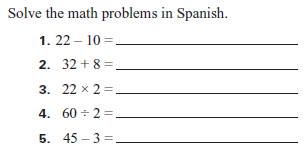 Solve the math problems in Spanish.
1. 22 – 10 =
2. 32 + 8 =
3. 22 × 2 =
4. 60 ÷ 2 =
5. 45 – 3 =